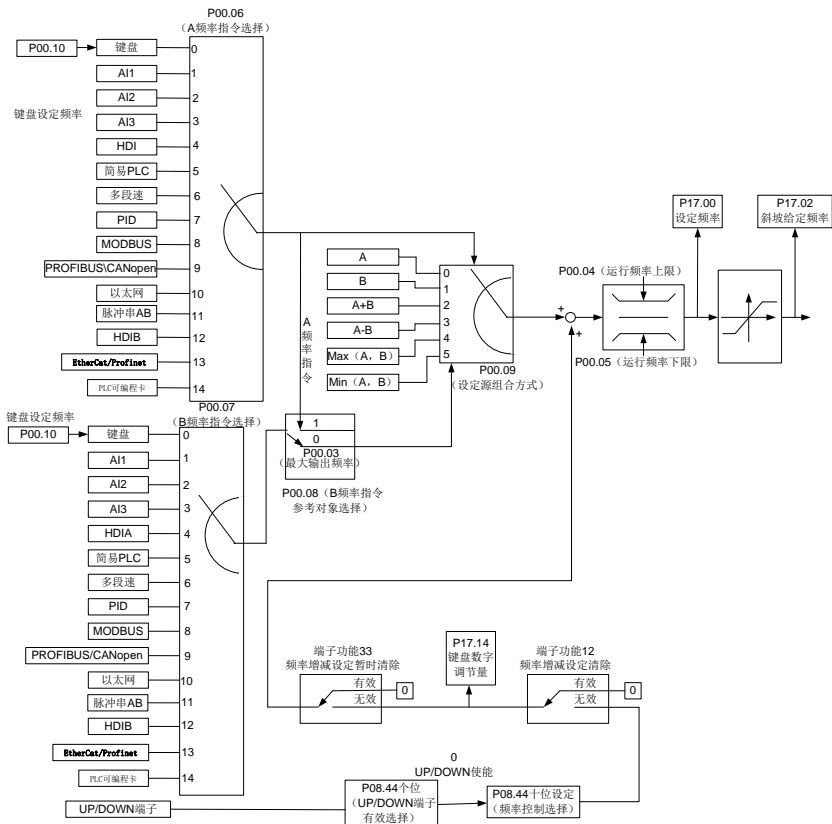 P00.06
(A频率指令选择)
P00.10
键盘
0
AI1
1
AI2
2
键盘设定频率
AI3
3
HDI
4
简易PLC
5
多段速
6
PID
7
MODBUS
8
PROFIBUS\CANopen
9
以太网
10
脉冲串AB
11
HDIB
12
EtherCat/Profinet
13
PLC可编程卡
14
A
频
率
指
令
A
0
B
1
A+B
2
A-B
3
Max（A，B）
4
Min（A，B）
5
P00.09
(设定源组合方式)
+
+
P00.04（运行频率上限）
P00.05（运行频率下限）
P17.00
设定频率
P17.02
斜坡给定频率
P00.07
(B频率指令选择)
键盘设定频率
P00.10
键盘
0
AI1
1
AI2
2
AI3
3
HDIA
4
简易PLC
5
多段速
6
PID
7
MODBUS
8
PROFIBUS/CANopen
9
以太网
10
脉冲串AB
11
HDIB
12
EtherCat/Profinet
13
PLC可编程卡
14
1
0
P00.03
(最大输出频率)
P00.08（B频率指令
参考对象选择）
端子功能33
频率增减设定暂时清除
有效
0
无效
P17.14
键盘数字
调节量
端子功能12
频率增减设定清除
有效
0
无效
0
UP/DOWN使能
UP/DOWN端子
P08.44个位
（UP/DOWN端子
有效选择）
P08.44十位设定
（频率控制选择）